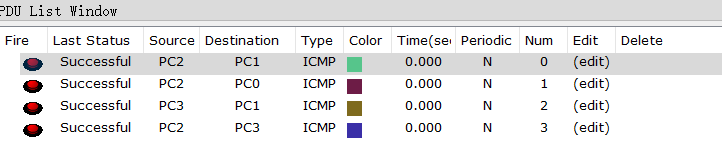 PDU List Window
Fire Last Status Source Destination Type Color Time(sec Periodic Num Edit Delete
Successful PC2 PC1 ICMP 0.000 N 0 (edit)
Successful PC2 PC0 ICMP 0.000 N 1 (edit)
Successful PC3 PC1 ICMP 0.000 N 2 (edit)
Successful PC2 PC3 ICMP 0.000 N 3 (edit)